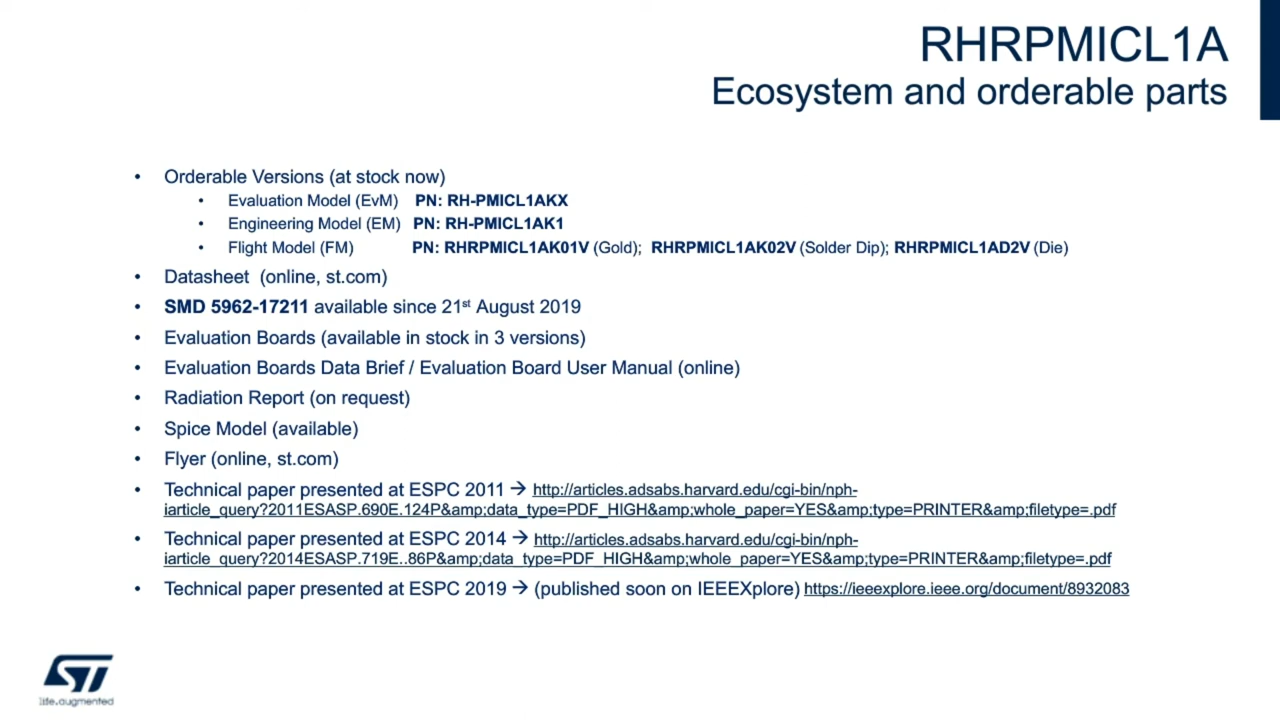 RHRPMICL1A
Ecosystem and orderable parts
• Orderable Versions (at stock now)
• Evaluation Model (EvM) PN: RH-PMICL1AKX
• Engineering Model (EM) PN: RH-PMICL1AK1
• Flight Model (FM) PN: RHRPMICL1AK01V (Gold); RHRPMICL1AK02V (Solder Dip); RHRPMICL1AD2V (Die)
• Datasheet (online, st.com)
• SMD 5962-17211 available since 21st August 2019
• Evaluation Boards (available in stock in 3 versions)
• Evaluation Boards Data Brief / Evaluation Board User Manual (online)
• Radiation Report (on request)
• Spice Model (available)
• Flyer (online, st.com)
• Technical paper presented at ESPC 2011 → http://articles.adsabs.harvard.edu/cgi-bin/nph-
iarticle_query?2011ESASP.690E.124P&amp;data_type=PDF_HIGH&amp;whole_paper=YES&amp;type=PRINTER&amp;filetype=.pdf
• Technical paper presented at ESPC 2014 → http://articles.adsabs.harvard.edu/cgi-bin/nph-
iarticle_query?2014ESASP.719E..86P&amp;data_type=PDF_HIGH&amp;whole_paper=YES&amp;type=PRINTER&amp;filetype=.pdf
• Technical paper presented at ESPC 2019 → (published soon on IEEEXplore) https://ieeexplore.ieee.org/document/8932083
ST
life.augmented